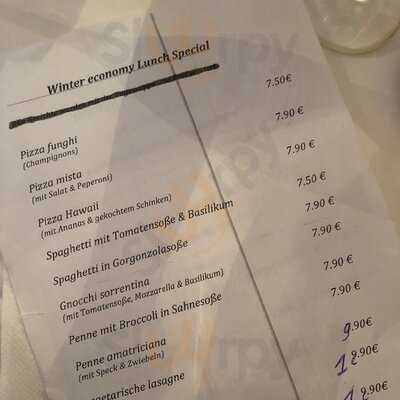 Winter economy Lunch Special
Pizza funghi 7.50€
(Champignons)
Pizza mista 7.90€
(mit Salat & Peperoni)
Pizza Hawaii 7.90€
(mit Ananas & gekochtem Schinken)
Spaghetti mit Tomatensoße & Basilikum 7.50€
Spaghetti in Gorgonzolasoße 7.90€
Gnocchi sorrentina 7.90€
(mit Tomatensoße, Mozzarella & Basilikum)
Penne mit Broccoli in Sahnesoße 7.90€
Penne amatriciana 7.90€
(mit Speck & Zwiebeln)
getarische lasagne 9.90€
12.90€
12.90€